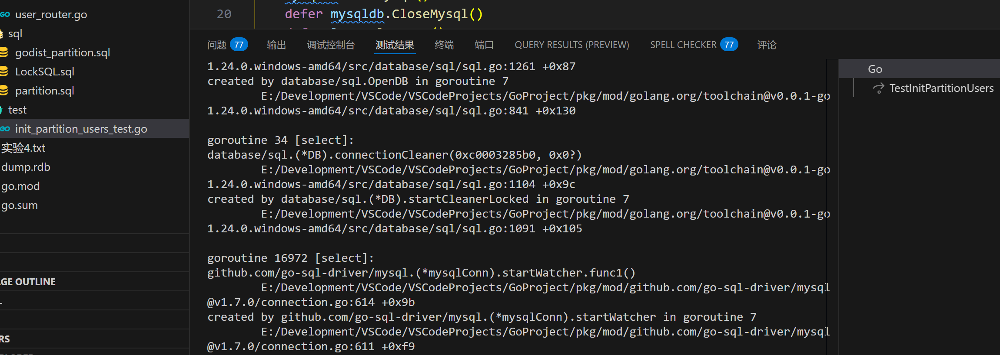 user_router.go
sql
godist_partition.sql
LockSQL.sql
partition.sql
test
init_partition_users_test.go
实验4.txt
dump.rdb
go.mod
go.sum
GE OUTLINE
RS
20 defer mysqldb.CloseMysql()
问题 77 输出 调试控制台 测试结果 终端 端口 QUERY RESULTS (PREVIEW) SPELL CHECKER 77 评论
1.24.0.windows-amd64/src/database/sql/sql.go:1261 +0x87
created by database/sql.OpenDB in goroutine 7
E:/Development/VSCode/VSCodeProjects/GoProject/pkg/mod/golang.org/toolchain@v0.0.1-go
1.24.0.windows-amd64/src/database/sql/sql.go:841 +0x130
goroutine 34 [select]:
database/sql.(*DB).connectionCleaner(0xc0003285b0, 0x0?)
E:/Development/VSCode/VSCodeProjects/GoProject/pkg/mod/golang.org/toolchain@v0.0.1-go
1.24.0.windows-amd64/src/database/sql/sql.go:1104 +0x9c
created by database/sql.(*DB).startCleanerLocked in goroutine 7
E:/Development/VSCode/VSCodeProjects/GoProject/pkg/mod/golang.org/toolchain@v0.0.1-go
1.24.0.windows-amd64/src/database/sql/sql.go:1091 +0x105
goroutine 16972 [select]:
github.com/go-sql-driver/mysql.(*mysqlConn).startWatcher.func1()
E:/Development/VSCode/VSCodeProjects/GoProject/pkg/mod/github.com/go-sql-driver/mysql
@v1.7.0/connection.go:614 +0x9b
created by github.com/go-sql-driver/mysql.(*mysqlConn).startWatcher in goroutine 7
E:/Development/VSCode/VSCodeProjects/GoProject/pkg/mod/github.com/go-sql-driver/mysql
@v1.7.0/connection.go:611 +0xf9
Go
TestInitPartitionUsers